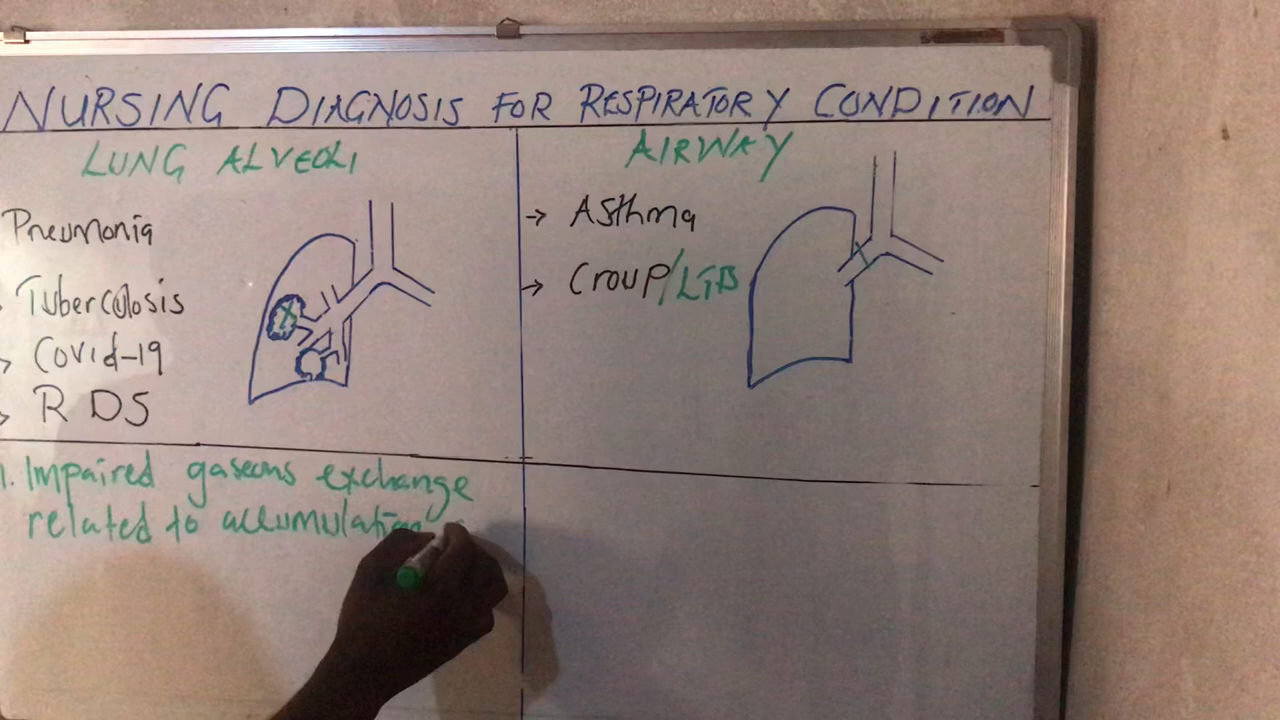 NURSING DIAGNOSIS FOR RESPIRATORY CONDITION
LUNG ALVEOLI
Pneumonia
Tuberculosis
Covid-19
RDS
AIRWAY
→ Asthma
→ Croup/LTB
1. Impaired gaseous exchange
related to accumulation